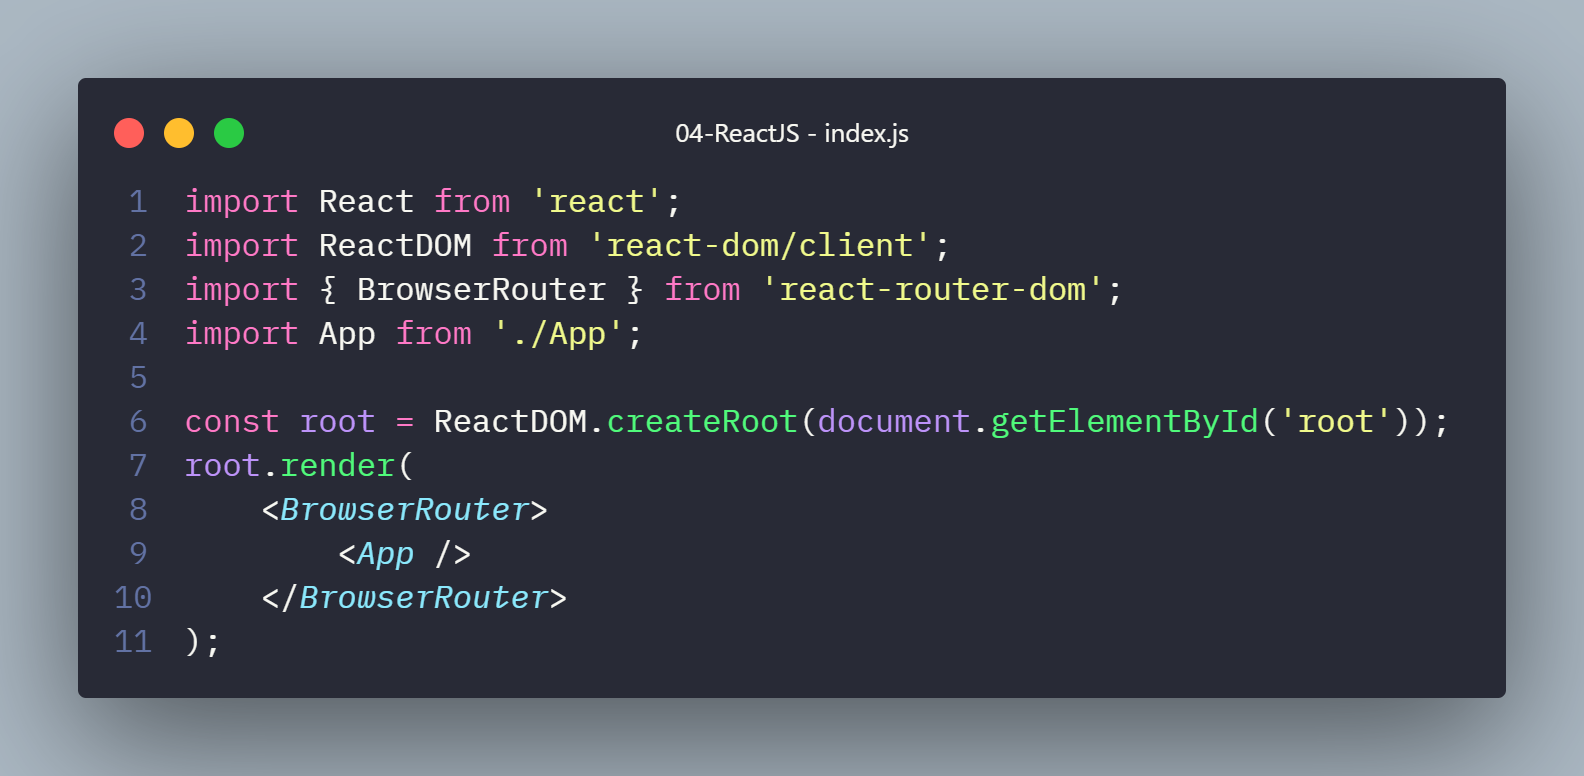 04-ReactJS - index.js
1 import React from 'react';
2 import ReactDOM from 'react-dom/client';
3 import { BrowserRouter } from 'react-router-dom';
4 import App from './App';
5
6 const root = ReactDOM.createRoot(document.getElementById('root'));
7 root.render(
8     <BrowserRouter>
9         <App />
10     </BrowserRouter>
11 );